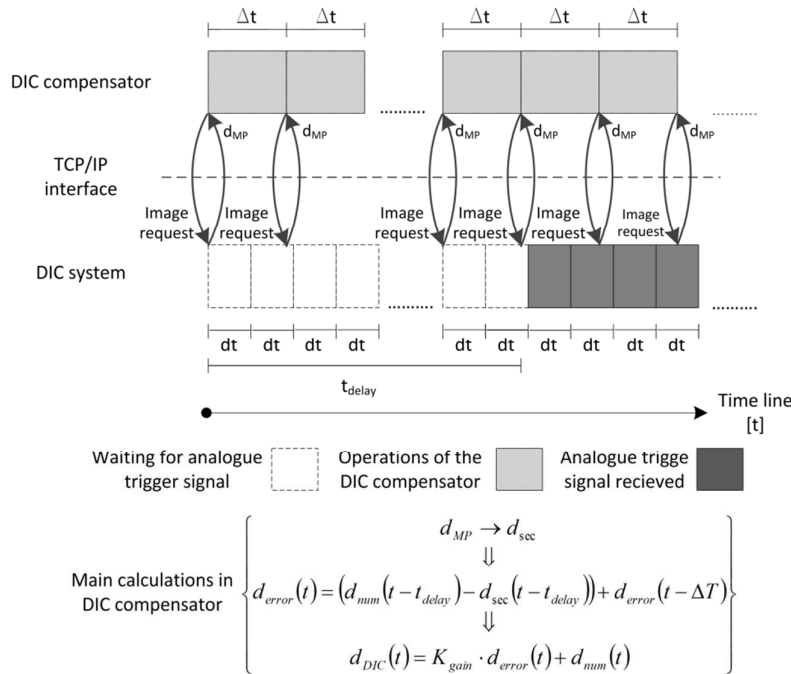 Δt Δt Δt Δt Δt
DIC compensator
.......... ..........
d_MP d_MP d_MP d_MP d_MP d_MP
TCP/IP
interface
Image Image Image Image Image Image
request request request request request request
DIC system
.......... ..........
dt dt dt dt dt dt dt dt dt dt
t_delay
Time line
[t]
Waiting for analogue
trigger signal
Operations of the
DIC compensator
Analogue trigge
signal recieved
Main calculations in
DIC compensator
d_MP → d_sec
⇓
d_error(t) = (d_num(t − t_delay) − d_sec(t − t_delay)) + d_error(t − ΔT)
⇓
d_DIC(t) = K_gain · d_error(t) + d_num(t)